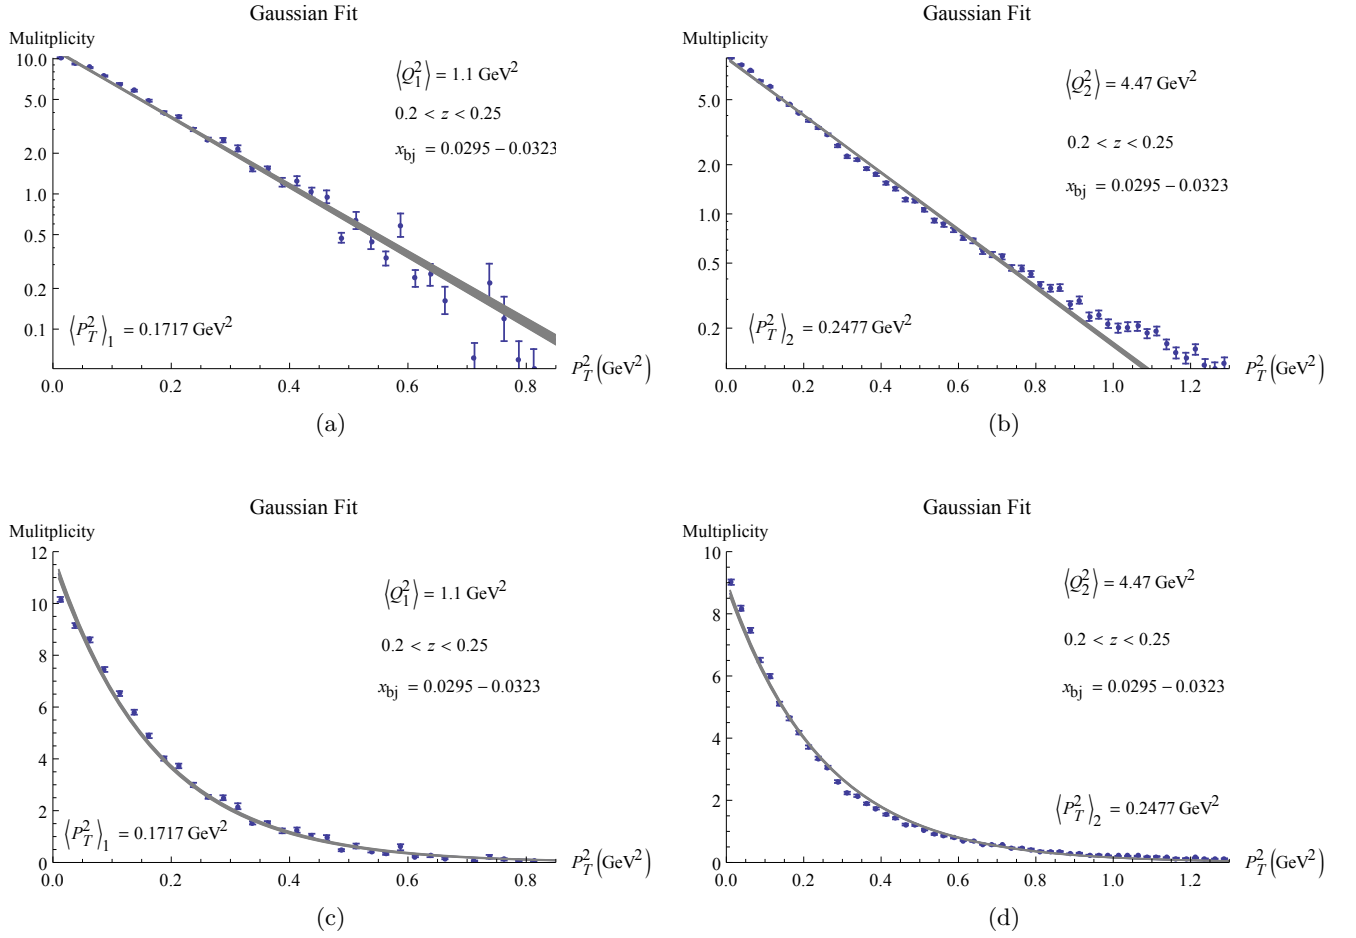 Gaussian Fit
Mulitplicity
10.0
5.0
2.0
1.0
0.5
0.2
0.1
⟨Q₁²⟩ = 1.1 GeV²
0.2 < z < 0.25
x_bj = 0.0295 − 0.0323
⟨P_T²⟩₁ = 0.1717 GeV²
0.0 0.2 0.4 0.6 0.8
P_T² (GeV²)
(a)
Gaussian Fit
Multiplicity
5.0
2.0
1.0
0.5
0.2
⟨Q₂²⟩ = 4.47 GeV²
0.2 < z < 0.25
x_bj = 0.0295 − 0.0323
⟨P_T²⟩₂ = 0.2477 GeV²
0.0 0.2 0.4 0.6 0.8 1.0 1.2
P_T² (GeV²)
(b)
Gaussian Fit
Mulitplicity
12
10
8
6
4
2
0
⟨Q₁²⟩ = 1.1 GeV²
0.2 < z < 0.25
x_bj = 0.0295 − 0.0323
⟨P_T²⟩₁ = 0.1717 GeV²
0.0 0.2 0.4 0.6 0.8
P_T² (GeV²)
(c)
Gaussian Fit
Multiplicity
10
8
6
4
2
0
⟨Q₂²⟩ = 4.47 GeV²
0.2 < z < 0.25
x_bj = 0.0295 − 0.0323
⟨P_T²⟩₂ = 0.2477 GeV²
0.0 0.2 0.4 0.6 0.8 1.0 1.2
P_T² (GeV²)
(d)